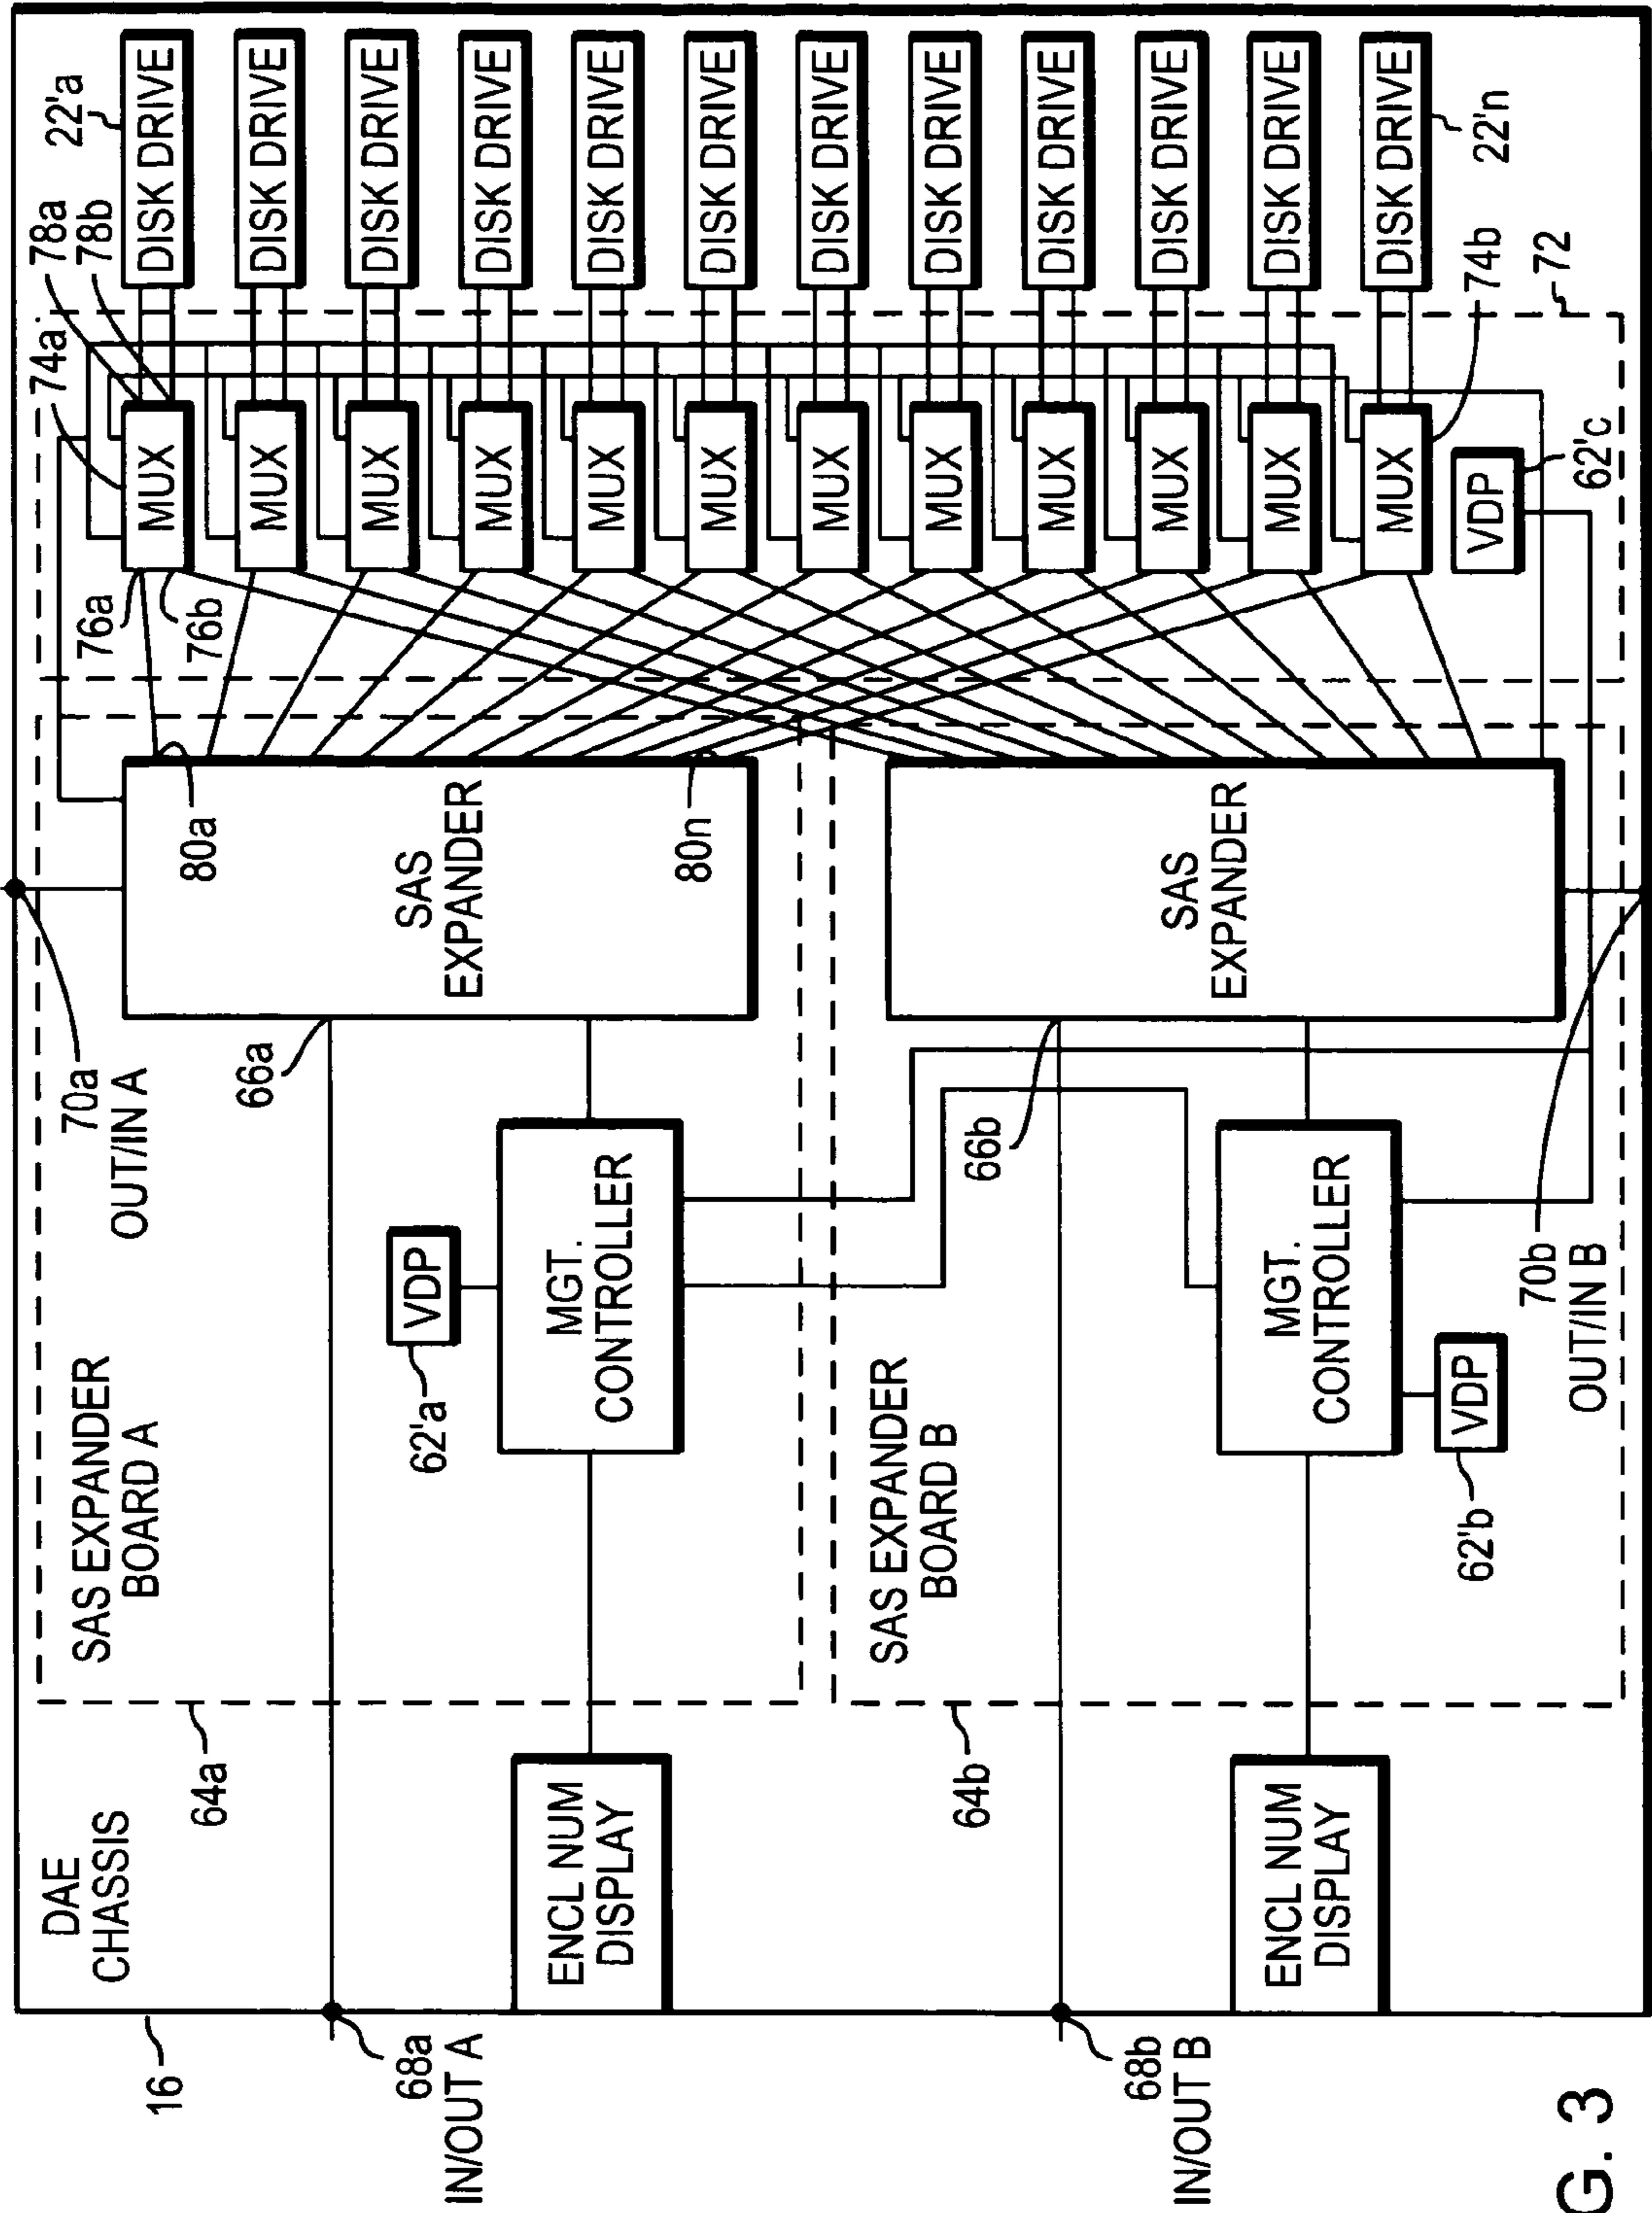 DAE
CHASSIS
16
64a
SAS EXPANDER
BOARD A
70a
OUT/IN A
66a
62'a
VDP
MGT.
CONTROLLER
SAS
EXPANDER
80a
80n
ENCL NUM
DISPLAY
68a
IN/OUT A
64b
SAS EXPANDER
BOARD B
66b
62'b
VDP
MGT.
CONTROLLER
SAS
EXPANDER
70b
OUT/IN B
ENCL NUM
DISPLAY
68b
IN/OUT B
74a
78a
78b
22'a
76a
76b
MUX
DISK DRIVE
MUX
DISK DRIVE
MUX
DISK DRIVE
MUX
DISK DRIVE
MUX
DISK DRIVE
MUX
DISK DRIVE
MUX
DISK DRIVE
MUX
DISK DRIVE
MUX
DISK DRIVE
MUX
DISK DRIVE
MUX
DISK DRIVE
MUX
DISK DRIVE
22'n
74b
VDP
62'c
72
G. 3